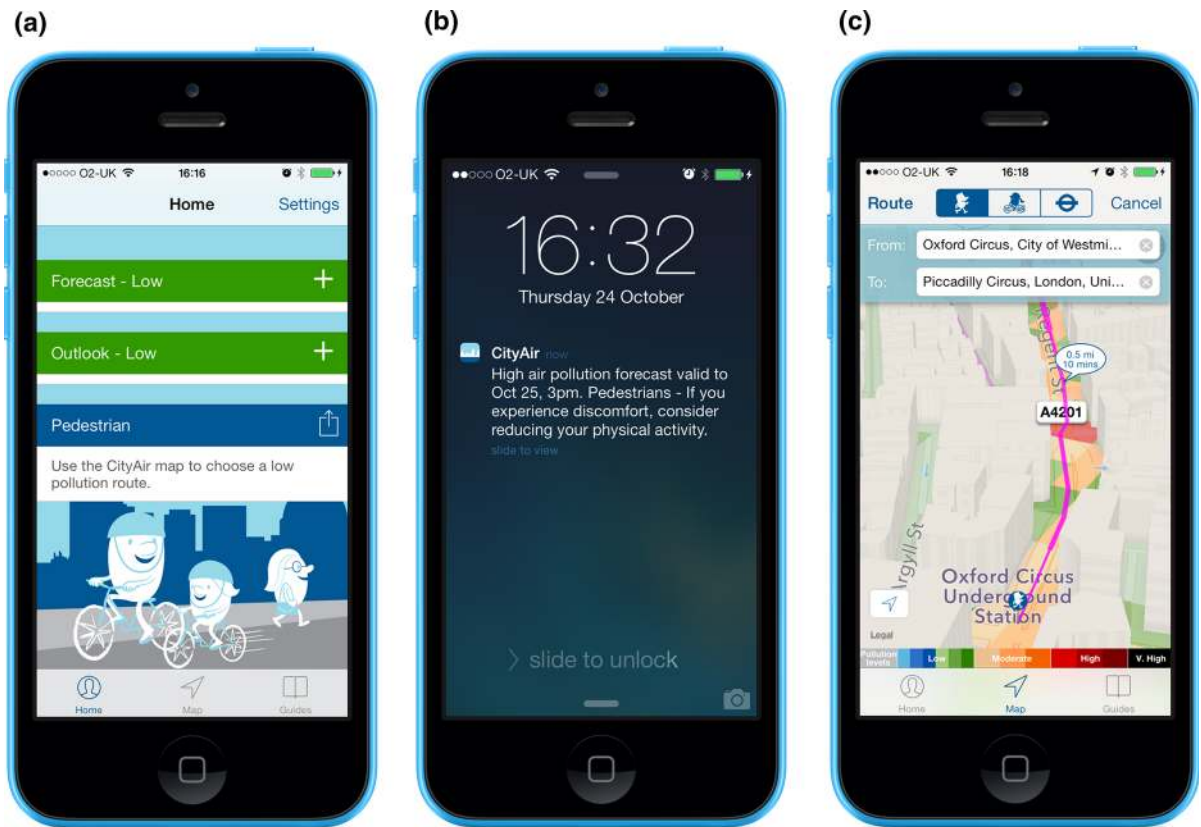 (a)
O2-UK
16:16
Home
Settings
Forecast - Low
+
Outlook - Low
+
Pedestrian
Use the CityAir map to choose a low
pollution route.
Home
Map
Guides
(b)
O2-UK
16:32
Thursday 24 October
CityAir now
High air pollution forecast valid to
Oct 25, 3pm. Pedestrians - If you
experience discomfort, consider
reducing your physical activity.
slide to view
> slide to unlock
(c)
O2-UK
16:18
Route
Cancel
From:
Oxford Circus, City of Westmi...
To:
Piccadilly Circus, London, Uni...
Regent St
0.5 mi
10 mins
A4201
Argyll St
Oxford Circus
Underground
Station
Legal
Pollution
levels
Low
Moderate
High
V. High
Home
Map
Guides